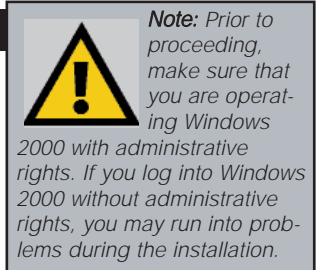 Note: Prior to
proceeding,
make sure that
you are operat-
ing Windows
2000 with administrative
rights. If you log into Windows
2000 without administrative
rights, you may run into prob-
lems during the installation.